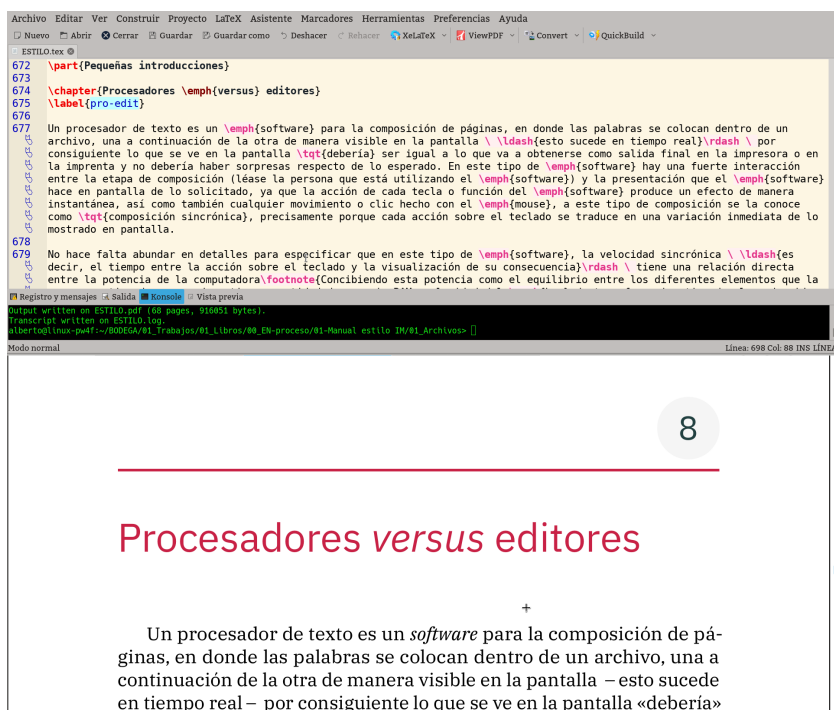 Archivo Editar Ver Construir Proyecto LaTeX Asistente Marcadores Herramientas Preferencias Ayuda
Nuevo Abrir Cerrar Guardar Guardar como Deshacer Rehacer XeLaTeX ViewPDF Convert QuickBuild
ESTILO.tex
672 \part{Pequeñas introducciones}
673
674 \chapter{Procesadores \emph{versus} editores}
675 \label{pro-edit}
676
677 Un procesador de texto es un \emph{software} para la composición de páginas, en donde las palabras se colocan dentro de un
archivo, una a continuación de la otra de manera visible en la pantalla \ \ldash{esto sucede en tiempo real}\rdash \ por
consiguiente lo que se ve en la pantalla \tqt{debería} ser igual a lo que va a obtenerse como salida final en la impresora o en
la imprenta y no debería haber sorpresas respecto de lo esperado. En este tipo de \emph{software} hay una fuerte interacción
entre la etapa de composición (léase la persona que está utilizando el \emph{software}) y la presentación que el \emph{software}
hace en pantalla de lo solicitado, ya que la acción de cada tecla o función del \emph{software} produce un efecto de manera
instantánea, así como también cualquier movimiento o clic hecho con el \emph{mouse}, a este tipo de composición se la conoce
como \tqt{composición sincrónica}, precisamente porque cada acción sobre el teclado se traduce en una variación inmediata de lo
mostrado en pantalla.
678
679 No hace falta abundar en detalles para especificar que en este tipo de \emph{software}, la velocidad sincrónica \ \ldash{es
decir, el tiempo entre la acción sobre el teclado y la visualización de su consecuencia}\rdash \ tiene una relación directa
entre la potencia de la computadora\footnote{Concibiendo esta potencia como el equilibrio entre los diferentes elementos que la
Registro y mensajes Salida Konsole Vista previa
Output written on ESTILO.pdf (68 pages, 916051 bytes).
Transcript written on ESTILO.log.
alberto@linux-pw4f:~/BODEGA/01_Trabajos/01_Libros/00_EN-proceso/01-Manual estilo IM/01_Archivos>
Modo normal Línea: 698 Col: 88 INS LÍNEA
8
Procesadores versus editores
Un procesador de texto es un software para la composición de pá-
ginas, en donde las palabras se colocan dentro de un archivo, una a
continuación de la otra de manera visible en la pantalla –esto sucede
en tiempo real– por consiguiente lo que se ve en la pantalla «debería»